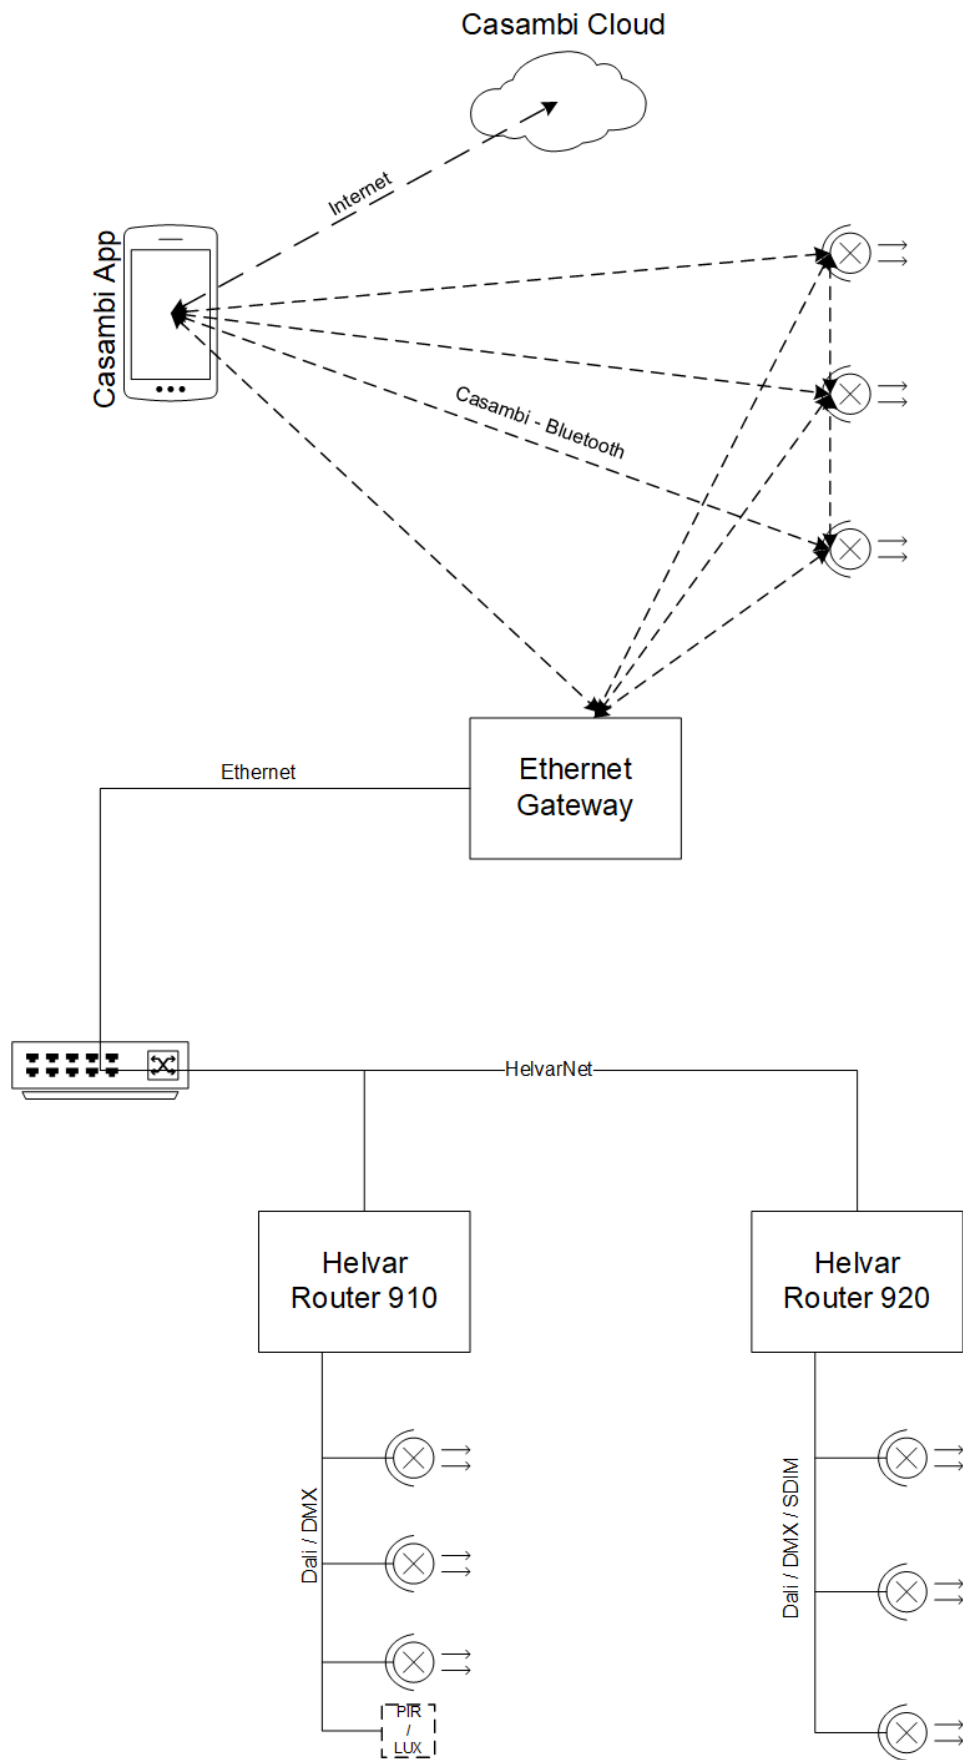 Casambi Cloud
Internet
Casambi App
Casambi - Bluetooth
Ethernet
Gateway
Ethernet
HelvarNet
Helvar
Router 910
Helvar
Router 920
Dali / DMX
Dali / DMX / SDIM
PIR
/
LUX